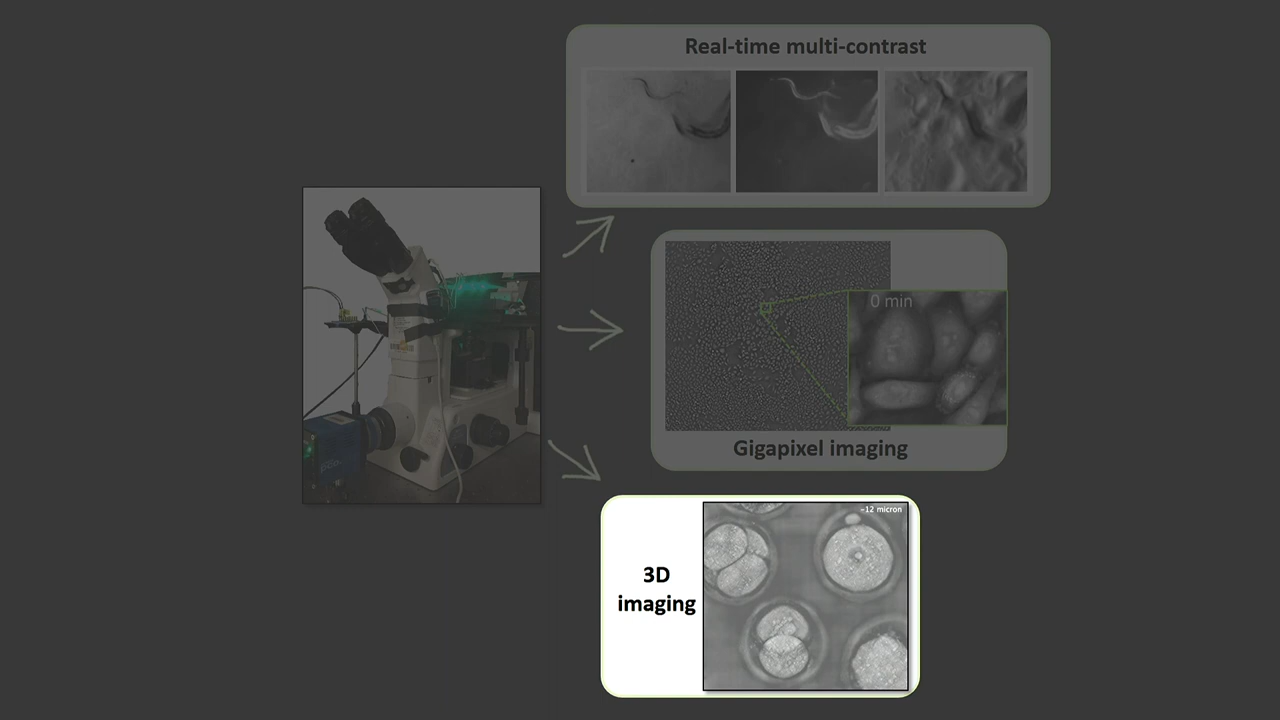 Real-time multi-contrast
0 min
Gigapixel imaging
-12 micron
3D
imaging